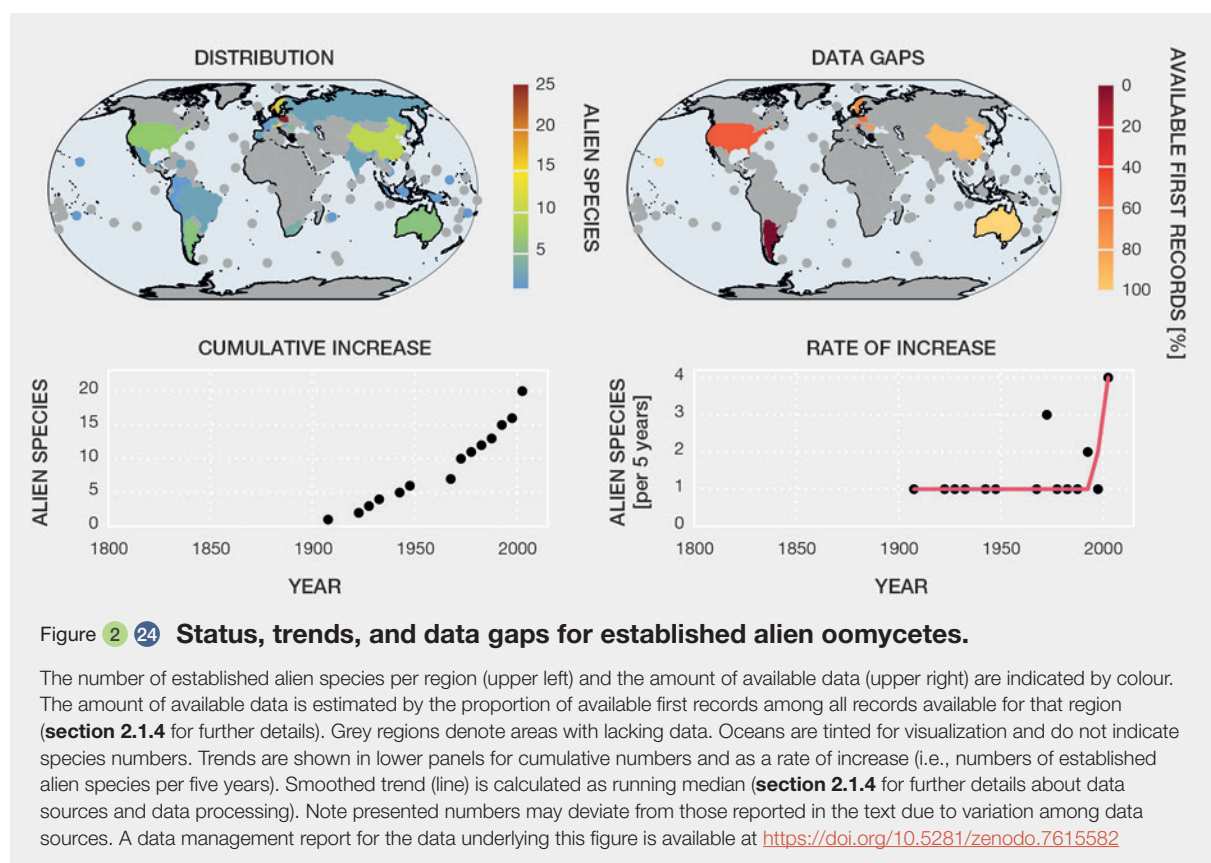 DISTRIBUTION
25
20
15
10
5
ALIEN SPECIES
DATA GAPS
0
20
40
60
80
100
AVAILABLE FIRST RECORDS [%]
CUMULATIVE INCREASE
ALIEN SPECIES
20
15
10
5
0
1800 1850 1900 1950 2000
YEAR
RATE OF INCREASE
ALIEN SPECIES
[per 5 years]
4
3
2
1
0
1800 1850 1900 1950 2000
YEAR
Figure 2 24 Status, trends, and data gaps for established alien oomycetes.
The number of established alien species per region (upper left) and the amount of available data (upper right) are indicated by colour.
The amount of available data is estimated by the proportion of available first records among all records available for that region
(section 2.1.4 for further details). Grey regions denote areas with lacking data. Oceans are tinted for visualization and do not indicate
species numbers. Trends are shown in lower panels for cumulative numbers and as a rate of increase (i.e., numbers of established
alien species per five years). Smoothed trend (line) is calculated as running median (section 2.1.4 for further details about data
sources and data processing). Note presented numbers may deviate from those reported in the text due to variation among data
sources. A data management report for the data underlying this figure is available at https://doi.org/10.5281/zenodo.7615582